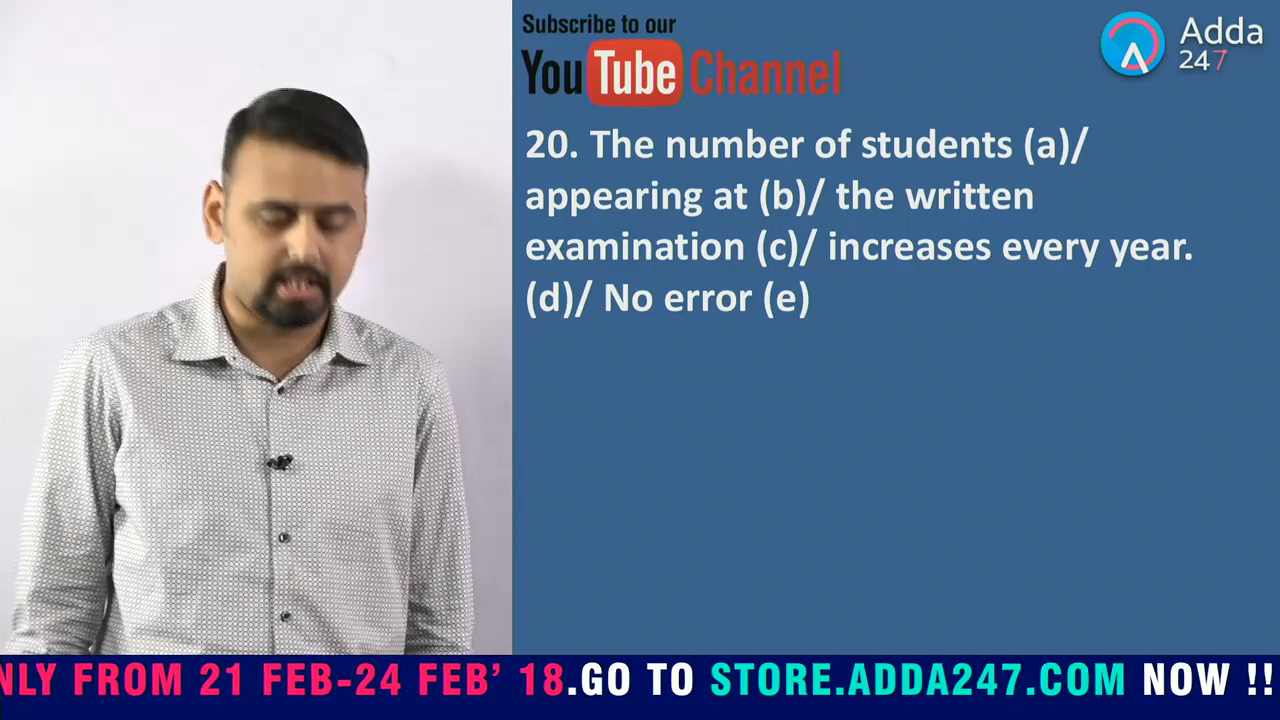 Subscribe to our
YouTube Channel
Adda
247
20. The number of students (a)/
appearing at (b)/ the written
examination (c)/ increases every year.
(d)/ No error (e)
NLY FROM 21 FEB-24 FEB’ 18.GO TO STORE.ADDA247.COM NOW !!